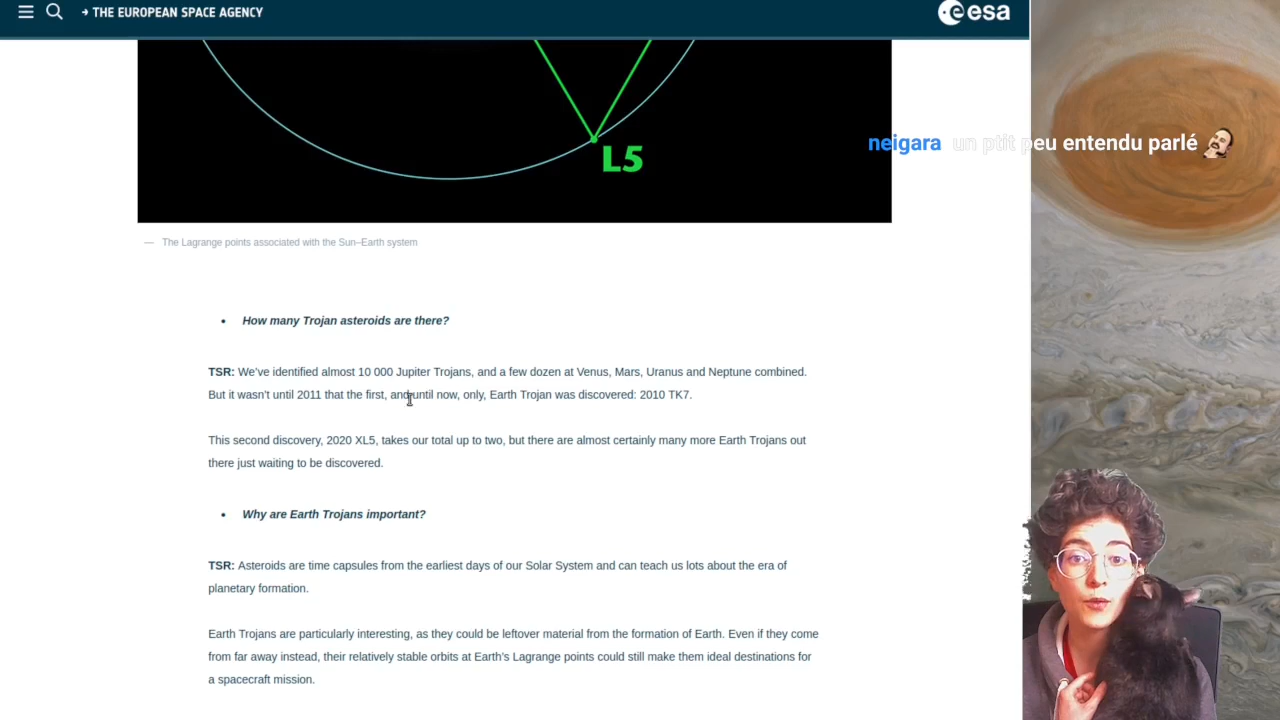 → THE EUROPEAN SPACE AGENCY
esa
L5
neigara un ptit peu entendu parlé
— The Lagrange points associated with the Sun–Earth system
• How many Trojan asteroids are there?
TSR: We've identified almost 10 000 Jupiter Trojans, and a few dozen at Venus, Mars, Uranus and Neptune combined.
But it wasn't until 2011 that the first, and until now, only, Earth Trojan was discovered: 2010 TK7.
This second discovery, 2020 XL5, takes our total up to two, but there are almost certainly many more Earth Trojans out
there just waiting to be discovered.
• Why are Earth Trojans important?
TSR: Asteroids are time capsules from the earliest days of our Solar System and can teach us lots about the era of
planetary formation.
Earth Trojans are particularly interesting, as they could be leftover material from the formation of Earth. Even if they come
from far away instead, their relatively stable orbits at Earth's Lagrange points could still make them ideal destinations for
a spacecraft mission.